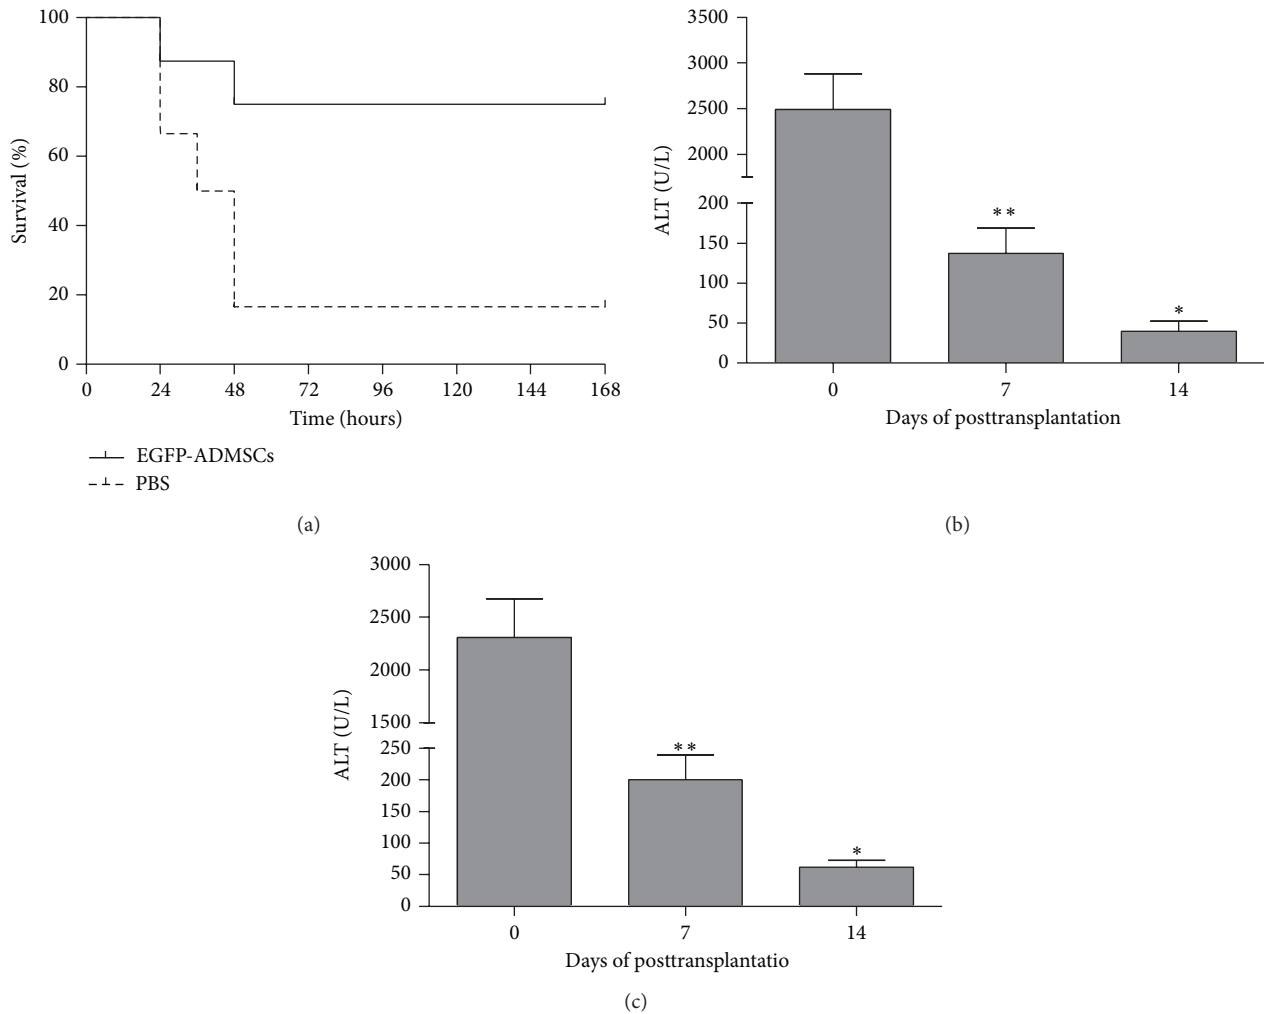 100
80
60
40
20
0
Survival (%)
0 24 48 72 96 120 144 168
Time (hours)
EGFP-ADMSCs
PBS
(a)
3500
3000
2500
2000
200
150
100
50
0
ALT (U/L)
**
*
0 7 14
Days of posttransplantation
(b)
3000
2500
2000
1500
250
200
150
100
50
0
ALT (U/L)
**
*
0 7 14
Days of posttransplantatio
(c)